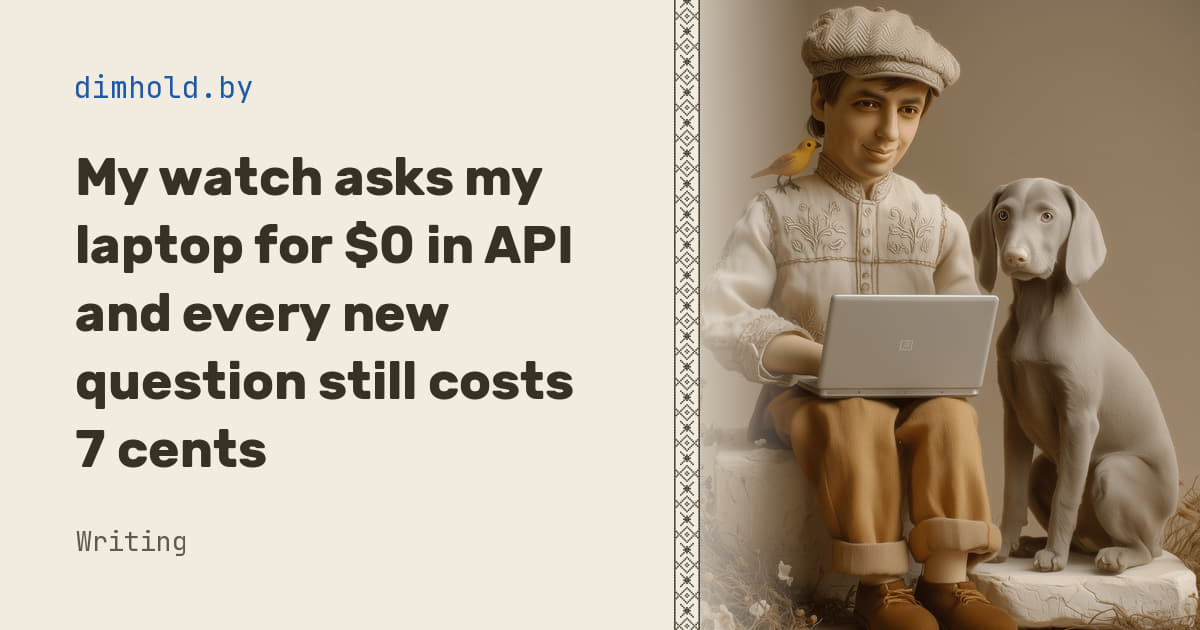 dimhold.by
My watch asks my
laptop for $0 in API
and every new
question still costs
7 cents
Writing